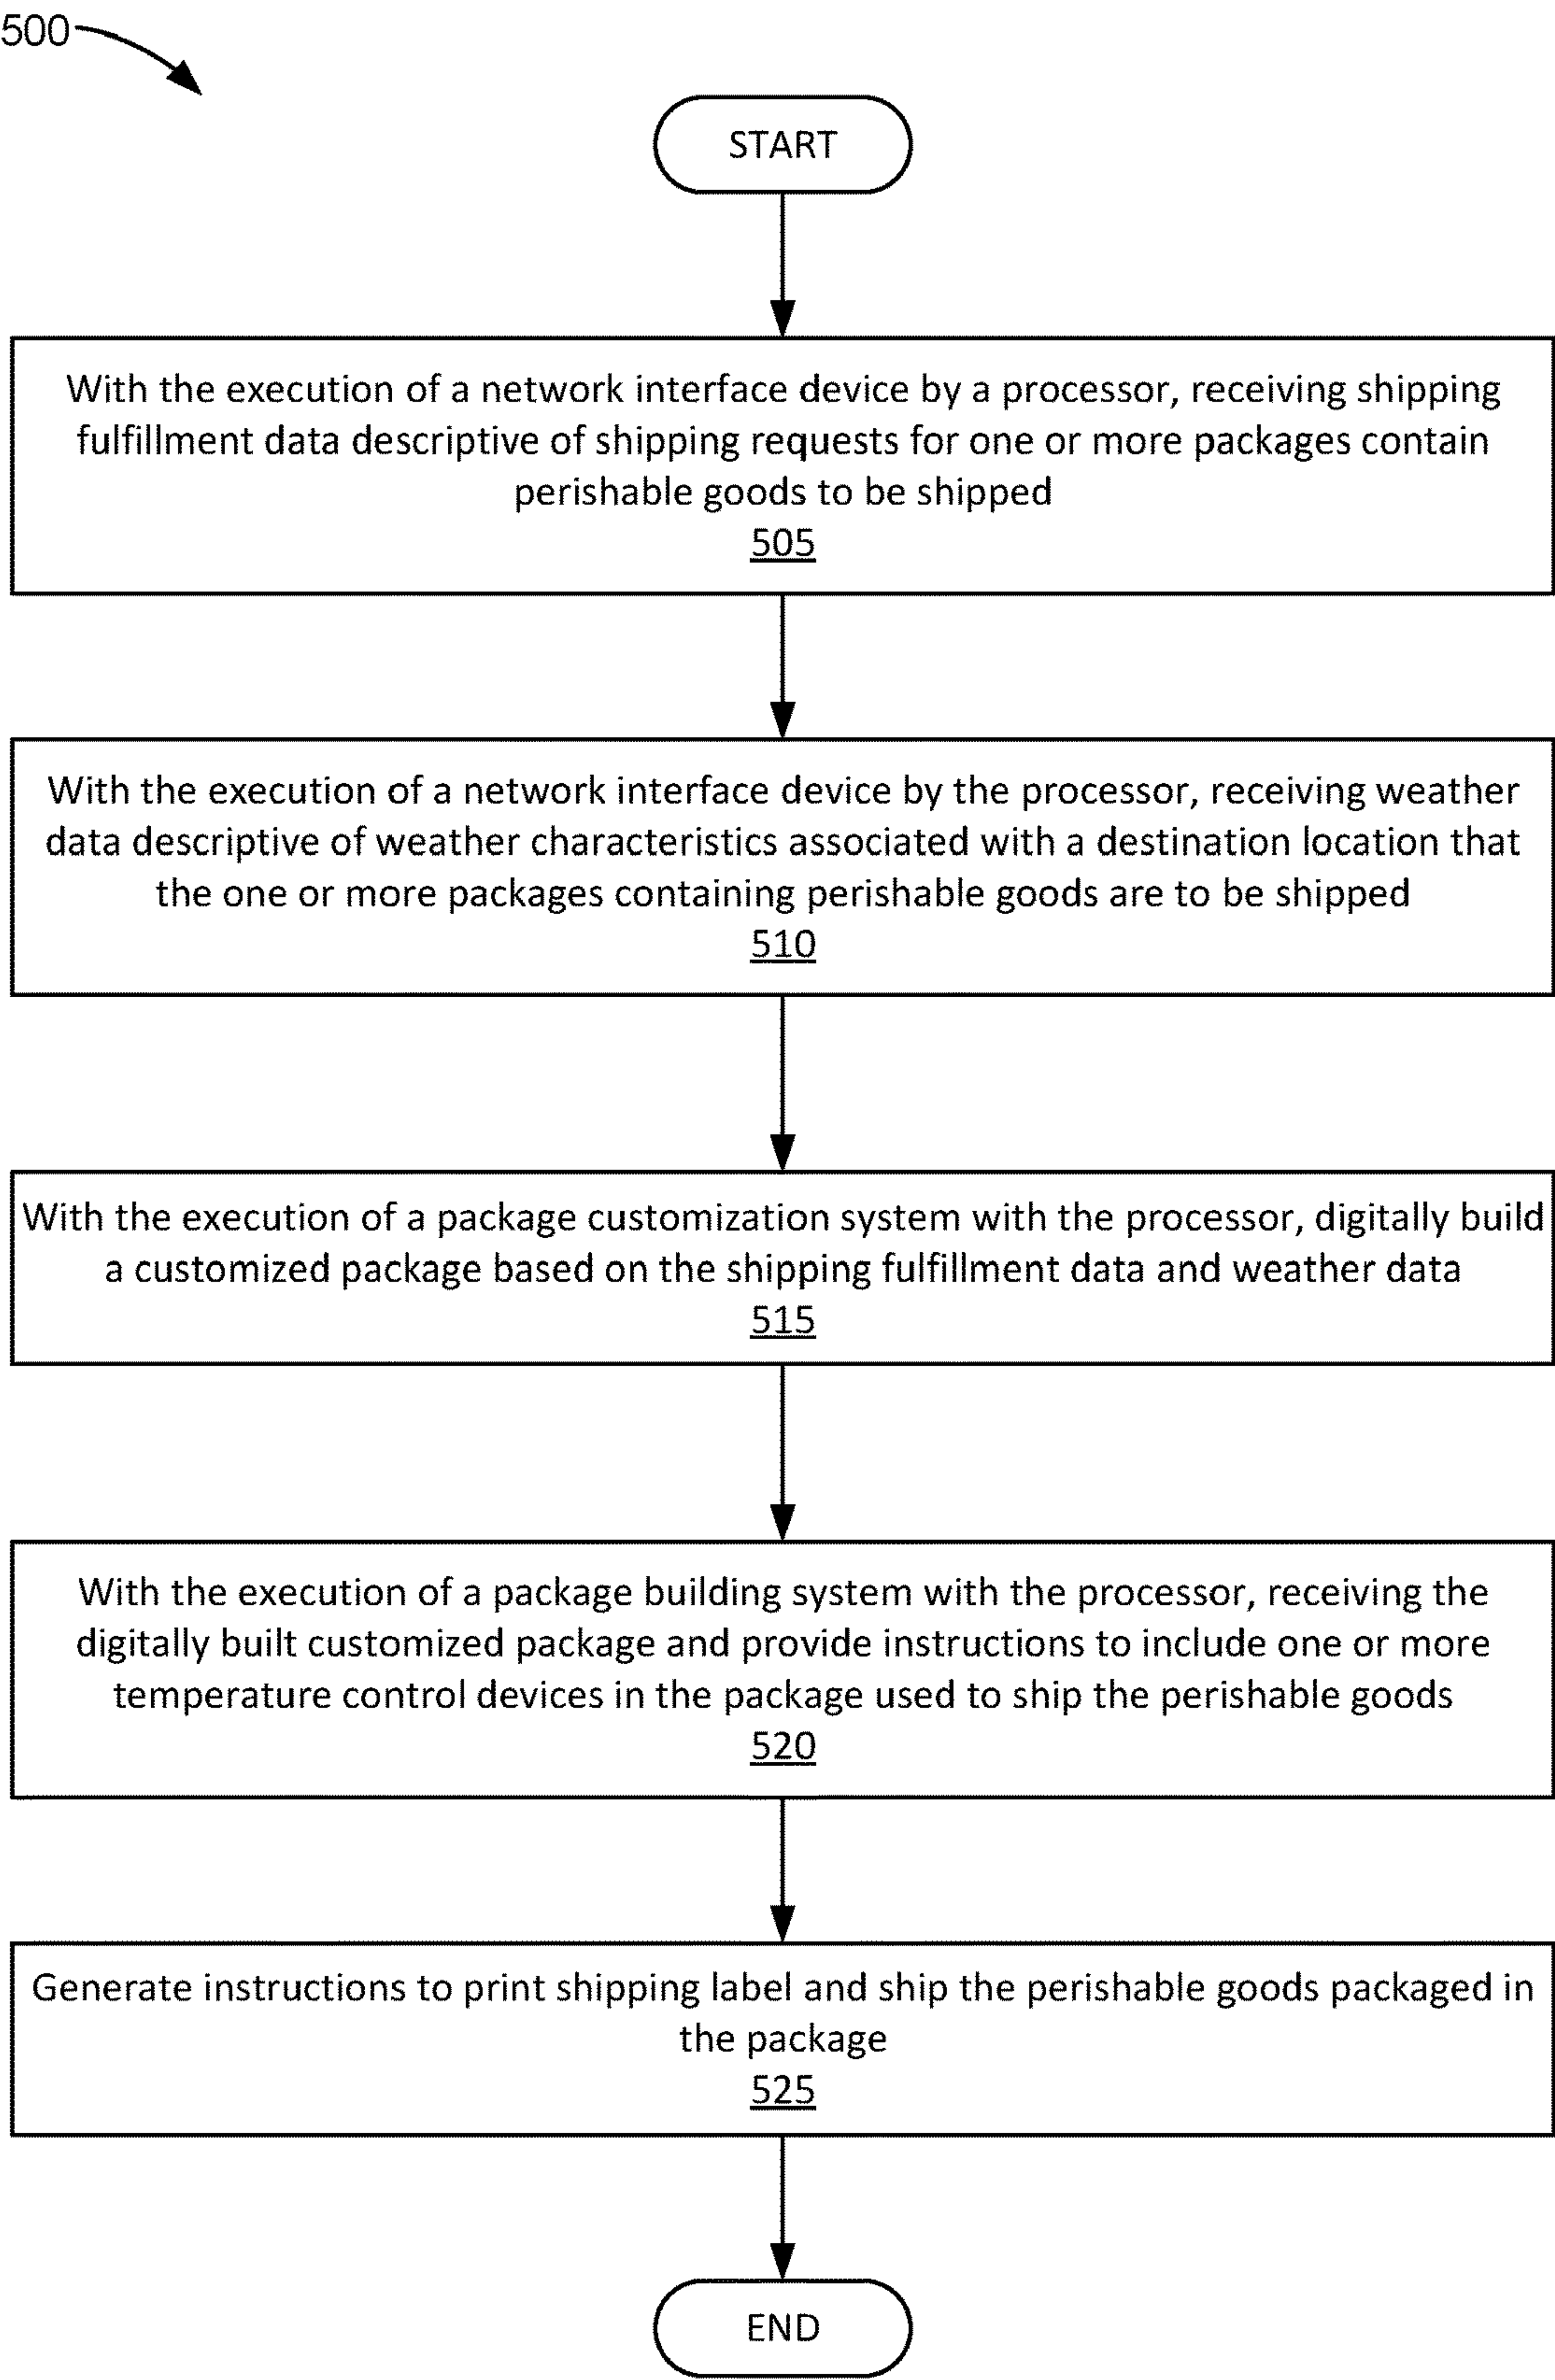 500
START
With the execution of a network interface device by a processor, receiving shipping
fulfillment data descriptive of shipping requests for one or more packages contain
perishable goods to be shipped
505
With the execution of a network interface device by the processor, receiving weather
data descriptive of weather characteristics associated with a destination location that
the one or more packages containing perishable goods are to be shipped
510
With the execution of a package customization system with the processor, digitally build
a customized package based on the shipping fulfillment data and weather data
515
With the execution of a package building system with the processor, receiving the
digitally built customized package and provide instructions to include one or more
temperature control devices in the package used to ship the perishable goods
520
Generate instructions to print shipping label and ship the perishable goods packaged in
the package
525
END